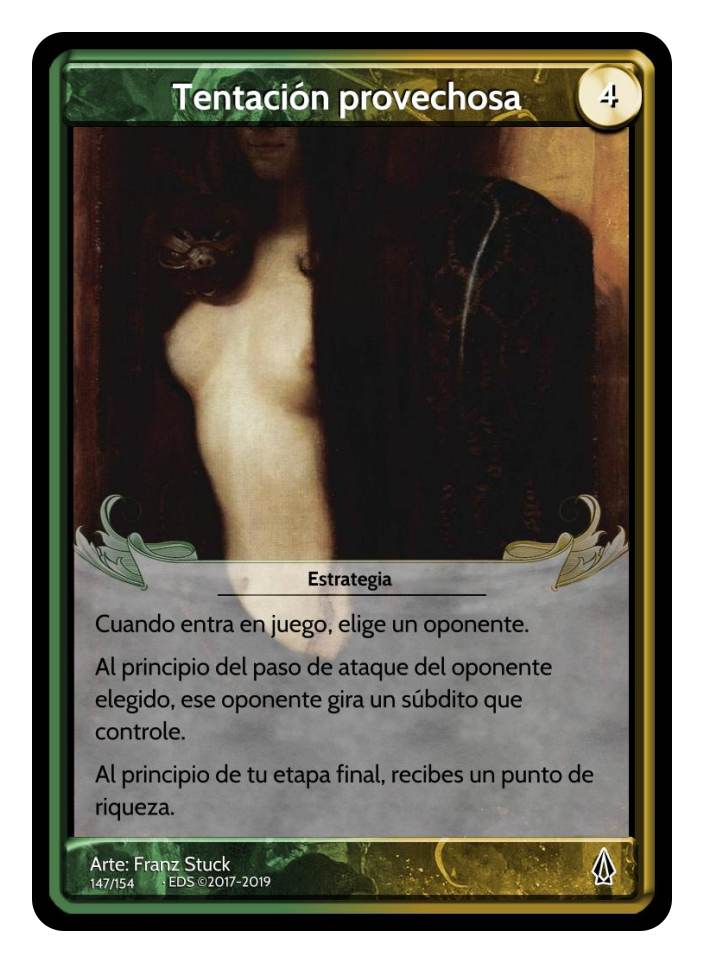 Tentación provechosa
4
Estrategia
Cuando entra en juego, elige un oponente.
Al principio del paso de ataque del oponente
elegido, ese oponente gira un súbdito que
controle.
Al principio de tu etapa final, recibes un punto de
riqueza.
Arte: Franz Stuck
147/154 · EDS ©2017-2019